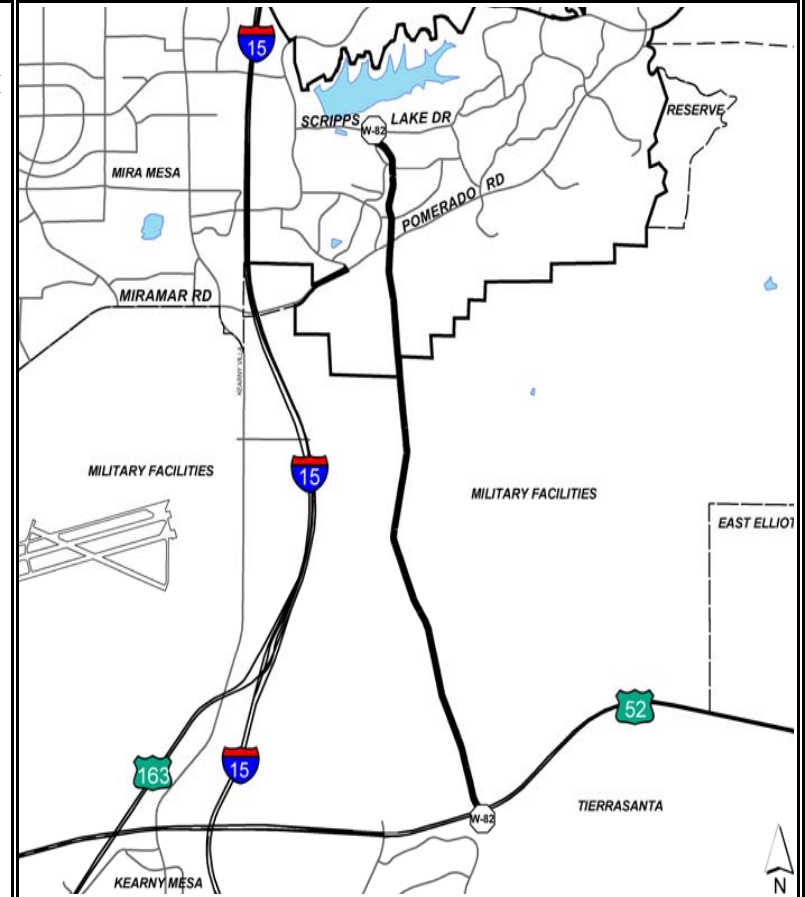 15
SCRIPPS LAKE DR
W-82
RESERVE
MIRA MESA
POMERADO RD
MIRAMAR RD
MILITARY FACILITIES
15
MILITARY FACILITIES
EAST ELLIOT
52
163
15
TIERRASANTA
W-82
KEARNY MESA
N